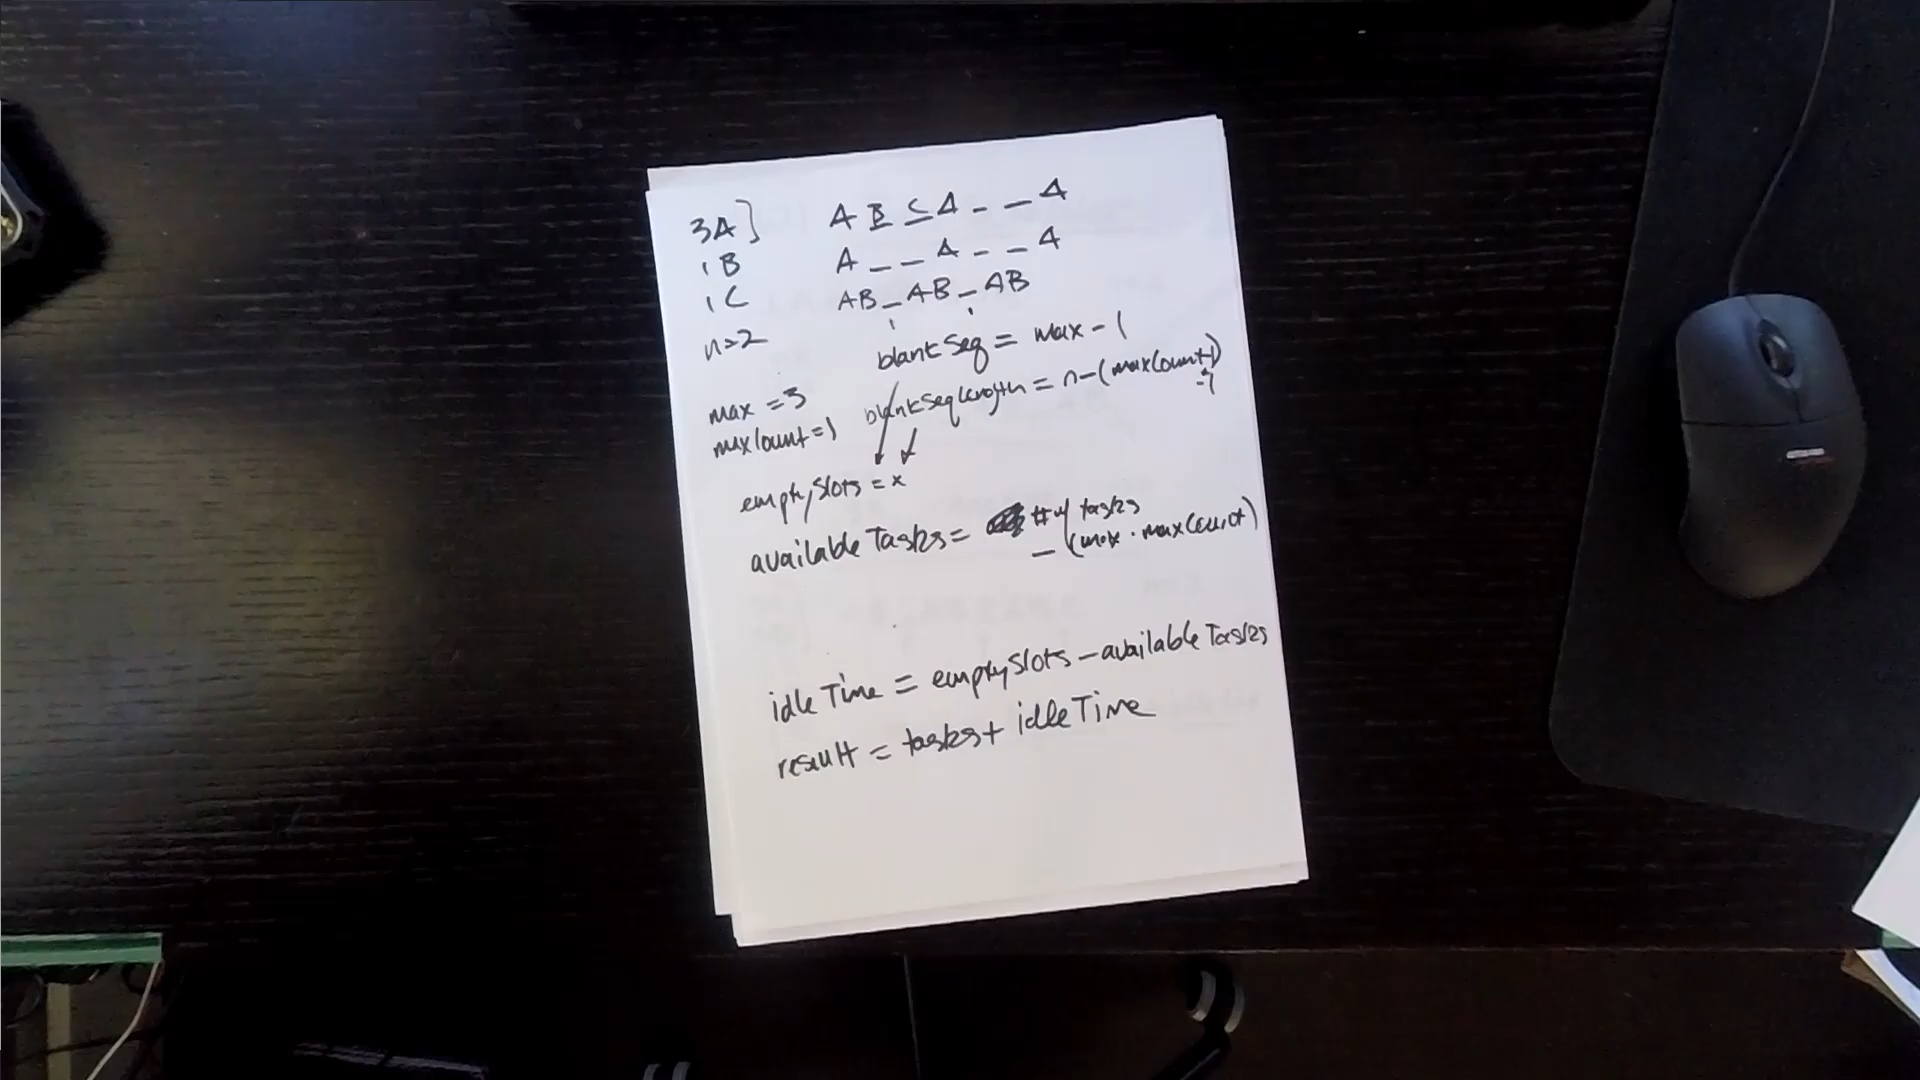 3A] A B C A _ _ A
1B A _ _ A _ _ A
1C AB _ AB _ AB
n=2
blankSeq = max - 1
blankSeqLength = n-(maxCount-1)
max = 3
maxCount=1
emptySlots = x
availableTasks = # of tasks
- (max · maxCount)
idleTime = emptySlots - availableTasks
result = tasks + idleTime